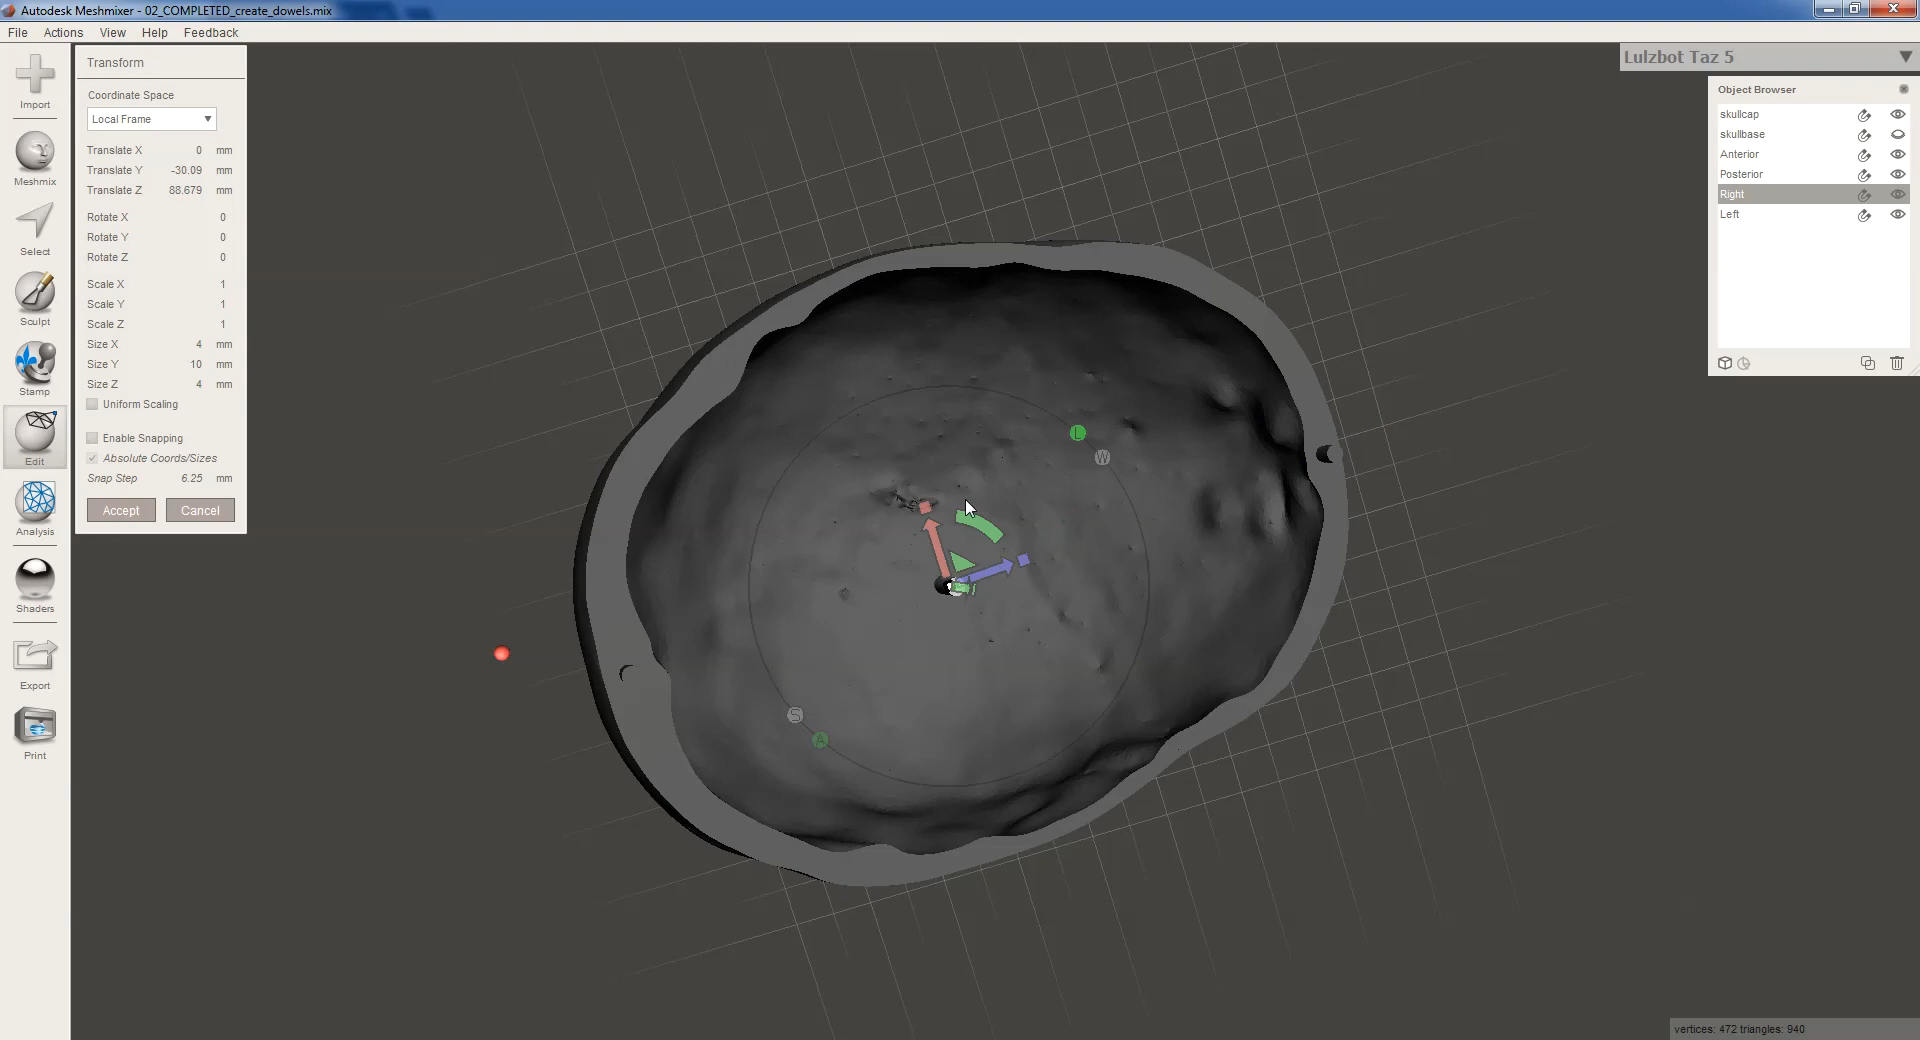 Autodesk Meshmixer - 02_COMPLETED_create_dowels.mix
File Actions View Help Feedback
Import
Meshmix
Select
Sculpt
Stamp
Edit
Analysis
Shaders
Export
Print
Transform
Coordinate Space
Local Frame
Translate X 0 mm
Translate Y -30.09 mm
Translate Z 88.679 mm
Rotate X 0
Rotate Y 0
Rotate Z 0
Scale X 1
Scale Y 1
Scale Z 1
Size X 4 mm
Size Y 10 mm
Size Z 4 mm
Uniform Scaling
Enable Snapping
Absolute Coords/Sizes
Snap Step 6.25 mm
Accept Cancel
L
W
S
A
Lulzbot Taz 5
Object Browser
skullcap
skullbase
Anterior
Posterior
Right
Left
vertices: 472 triangles: 940